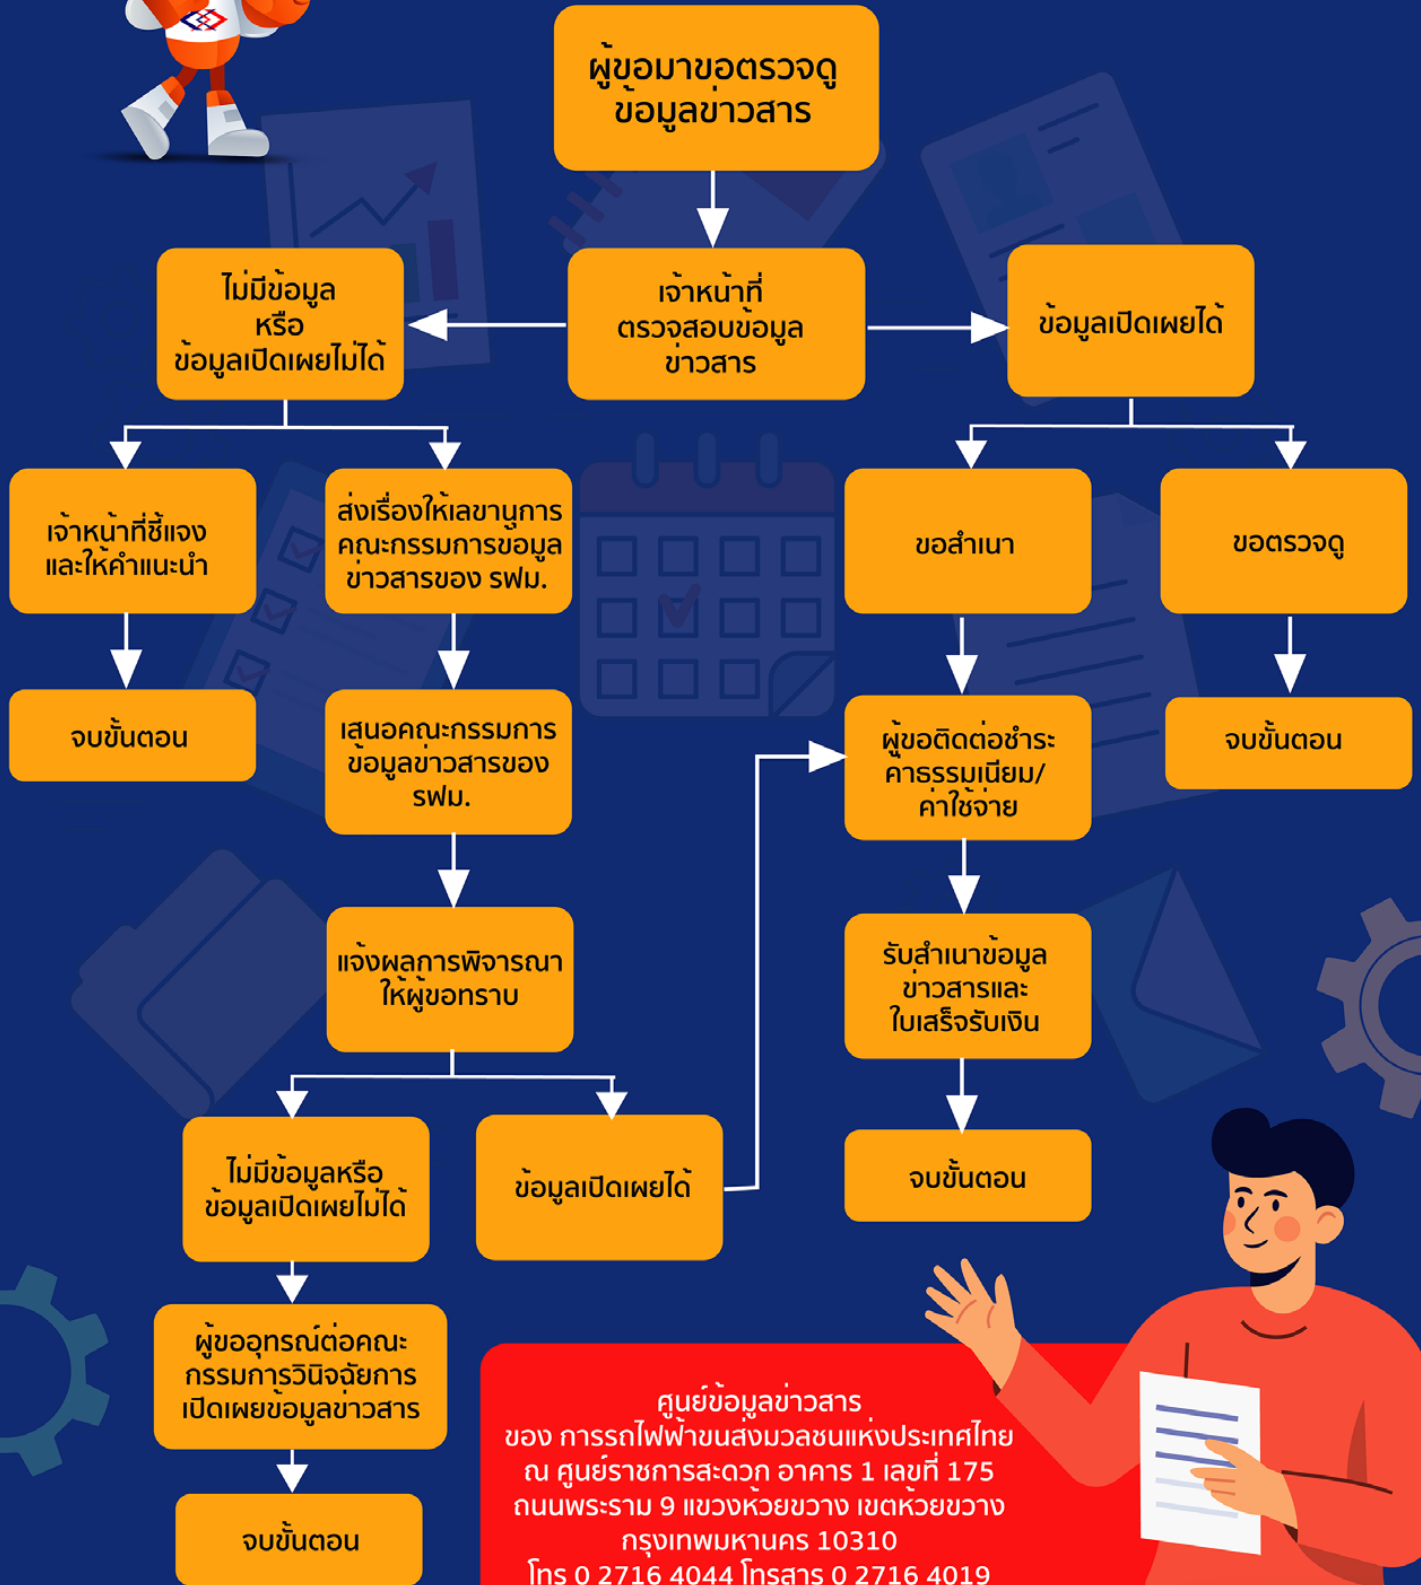 ผู้ขอมาขอตรวจดู
ข้อมูลข่าวสาร
ไม่มีข้อมูล
หรือ
ข้อมูลเปิดเผยไม่ได้
เจ้าหน้าที่
ตรวจสอบข้อมูล
ข่าวสาร
ข้อมูลเปิดเผยได้
เจ้าหน้าที่ชี้แจง
และให้คำแนะนำ
ส่งเรื่องให้เลขานุการ
คณะกรรมการข้อมูล
ข่าวสารของ รฟม.
ขอสำเนา
ขอตรวจดู
จบขั้นตอน
เสนอคณะกรรมการ
ข้อมูลข่าวสารของ
รฟม.
ผู้ขอติดต่อชำระ
ค่าธรรมเนียม/
ค่าใช้จ่าย
จบขั้นตอน
แจ้งผลการพิจารณา
ให้ผู้ขอทราบ
รับสำเนาข้อมูล
ข่าวสารและ
ใบเสร็จรับเงิน
ไม่มีข้อมูลหรือ
ข้อมูลเปิดเผยไม่ได้
ข้อมูลเปิดเผยได้
จบขั้นตอน
ผู้ขออุทรณ์ต่อคณะ
กรรมการวินิจฉัยการ
เปิดเผยข้อมูลข่าวสาร
จบขั้นตอน
ศูนย์ข้อมูลข่าวสาร
ของ การรถไฟฟ้าขนส่งมวลชนแห่งประเทศไทย
ณ ศูนย์ราชการสะดวก อาคาร 1 เลขที่ 175
ถนนพระราม 9 แขวงห้วยขวาง เขตห้วยขวาง
กรุงเทพมหานคร 10310
โทร 0 2716 4044 โทรสาร 0 2716 4019